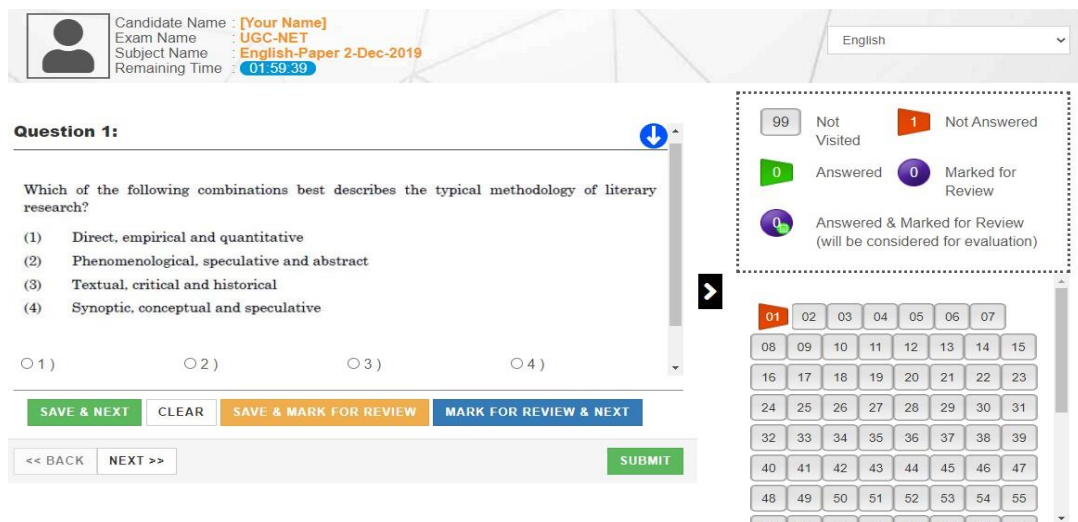 Candidate Name : [Your Name]
Exam Name : UGC-NET
Subject Name : English-Paper 2-Dec-2019
Remaining Time : 01:59:39
English
Question 1:
Which of the following combinations best describes the typical methodology of literary
research?
(1) Direct, empirical and quantitative
(2) Phenomenological, speculative and abstract
(3) Textual, critical and historical
(4) Synoptic, conceptual and speculative
1 ) 2 ) 3 ) 4 )
SAVE & NEXT CLEAR SAVE & MARK FOR REVIEW MARK FOR REVIEW & NEXT
<< BACK NEXT >> SUBMIT
99 Not Visited 1 Not Answered
0 Answered 0 Marked for Review
0 Answered & Marked for Review
(will be considered for evaluation)
01 02 03 04 05 06 07
08 09 10 11 12 13 14 15
16 17 18 19 20 21 22 23
24 25 26 27 28 29 30 31
32 33 34 35 36 37 38 39
40 41 42 43 44 45 46 47
48 49 50 51 52 53 54 55